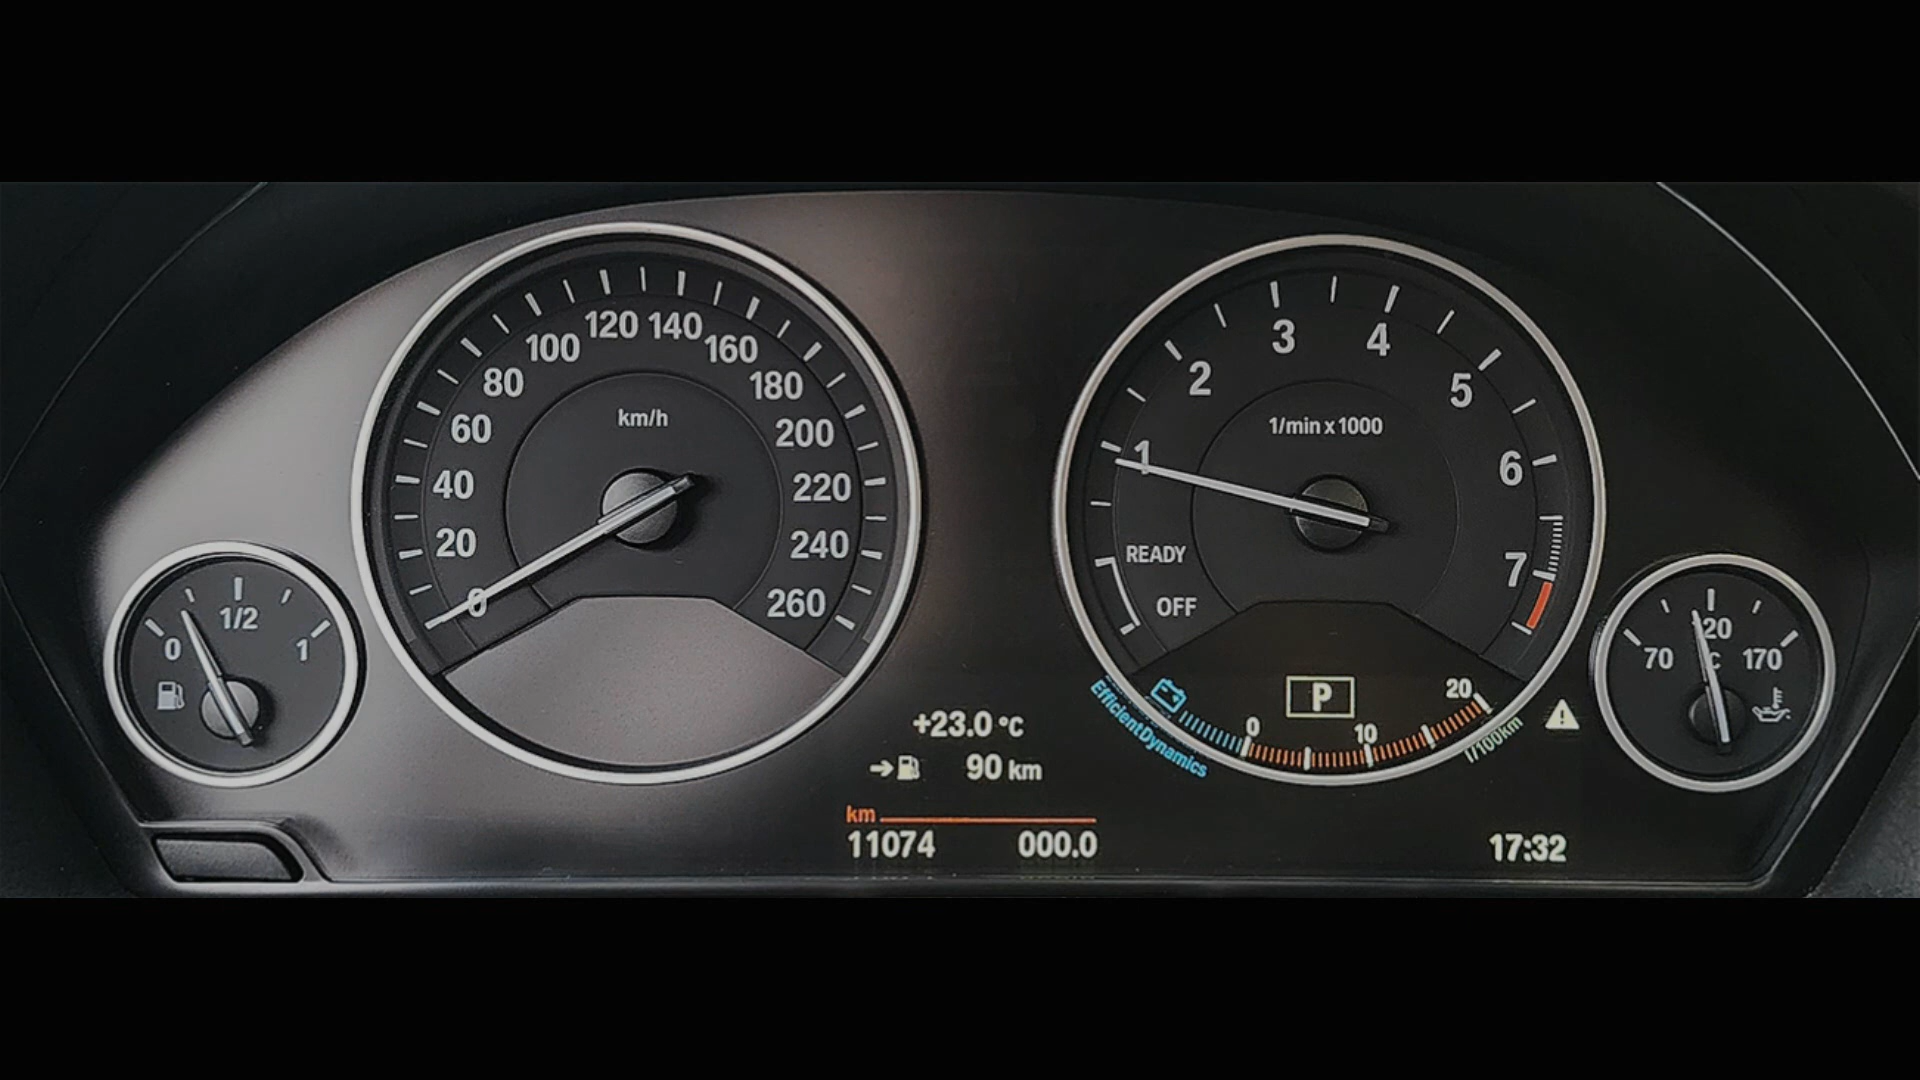 km/h
0
20
40
60
80
100
120
140
160
180
200
220
240
260
1/min x 1000
1
2
3
4
5
6
7
READY
OFF
0
1/2
1
70
170
°C
P
0
10
20
l/100km
EfficientDynamics
+23.0 °C
90 km
km
11074 000.0
17:32